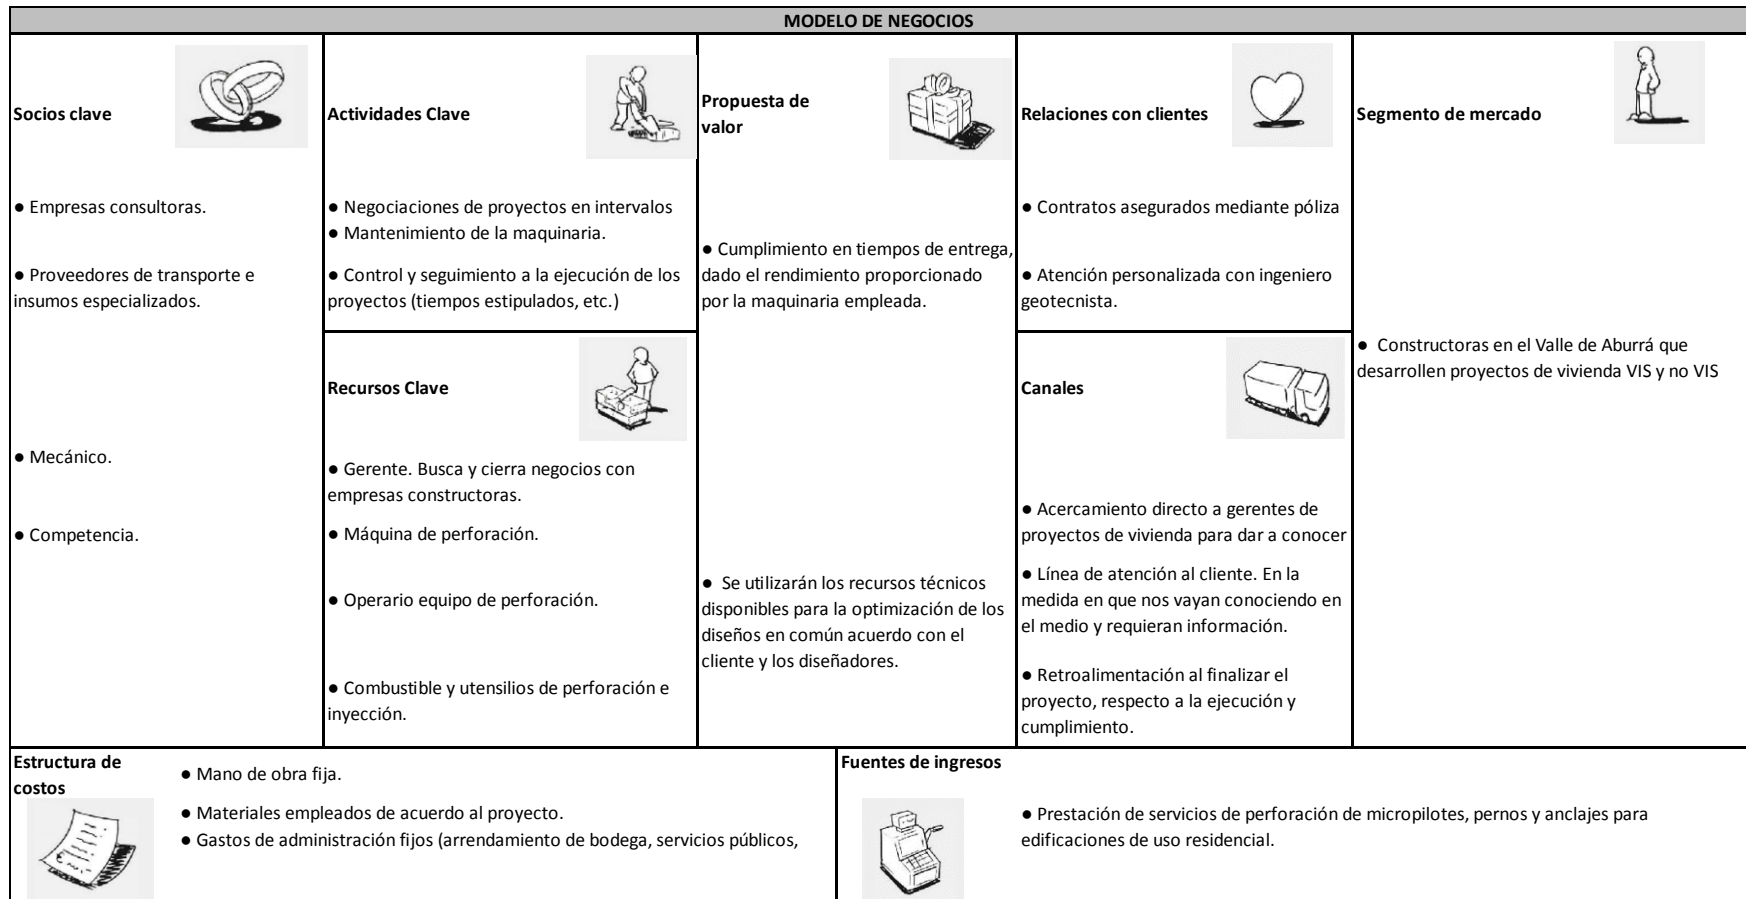 MODELO DE NEGOCIOS
Socios clave
● Empresas consultoras.
● Proveedores de transporte e
insumos especializados.
● Mecánico.
● Competencia.
Actividades Clave
● Negociaciones de proyectos en intervalos
● Mantenimiento de la maquinaria.
● Control y seguimiento a la ejecución de los
proyectos (tiempos estipulados, etc.)
Recursos Clave
● Gerente. Busca y cierra negocios con
empresas constructoras.
● Máquina de perforación.
● Operario equipo de perforación.
● Combustible y utensilios de perforación e
inyección.
Propuesta de
valor
● Cumplimiento en tiempos de entrega,
dado el rendimiento proporcionado
por la maquinaria empleada.
● Se utilizarán los recursos técnicos
disponibles para la optimización de los
diseños en común acuerdo con el
cliente y los diseñadores.
Relaciones con clientes
● Contratos asegurados mediante póliza
● Atención personalizada con ingeniero
geotecnista.
Canales
● Acercamiento directo a gerentes de
proyectos de vivienda para dar a conocer
● Línea de atención al cliente. En la
medida en que nos vayan conociendo en
el medio y requieran información.
● Retroalimentación al finalizar el
proyecto, respecto a la ejecución y
cumplimiento.
Segmento de mercado
● Constructoras en el Valle de Aburrá que
desarrollen proyectos de vivienda VIS y no VIS
Estructura de
costos
● Mano de obra fija.
● Materiales empleados de acuerdo al proyecto.
● Gastos de administración fijos (arrendamiento de bodega, servicios públicos,
Fuentes de ingresos
● Prestación de servicios de perforación de micropilotes, pernos y anclajes para
edificaciones de uso residencial.